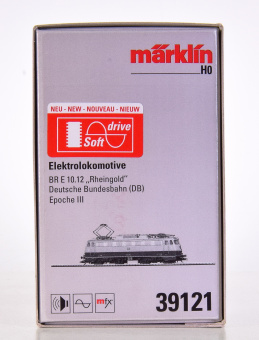 märklin
H0
NEU - NEW - NOUVEAU - NIEUW
drive
Soft
Elektrolokomotive
BR E 10.12 „Rheingold"
Deutsche Bundesbahn (DB)
Epoche III
mfx
39121